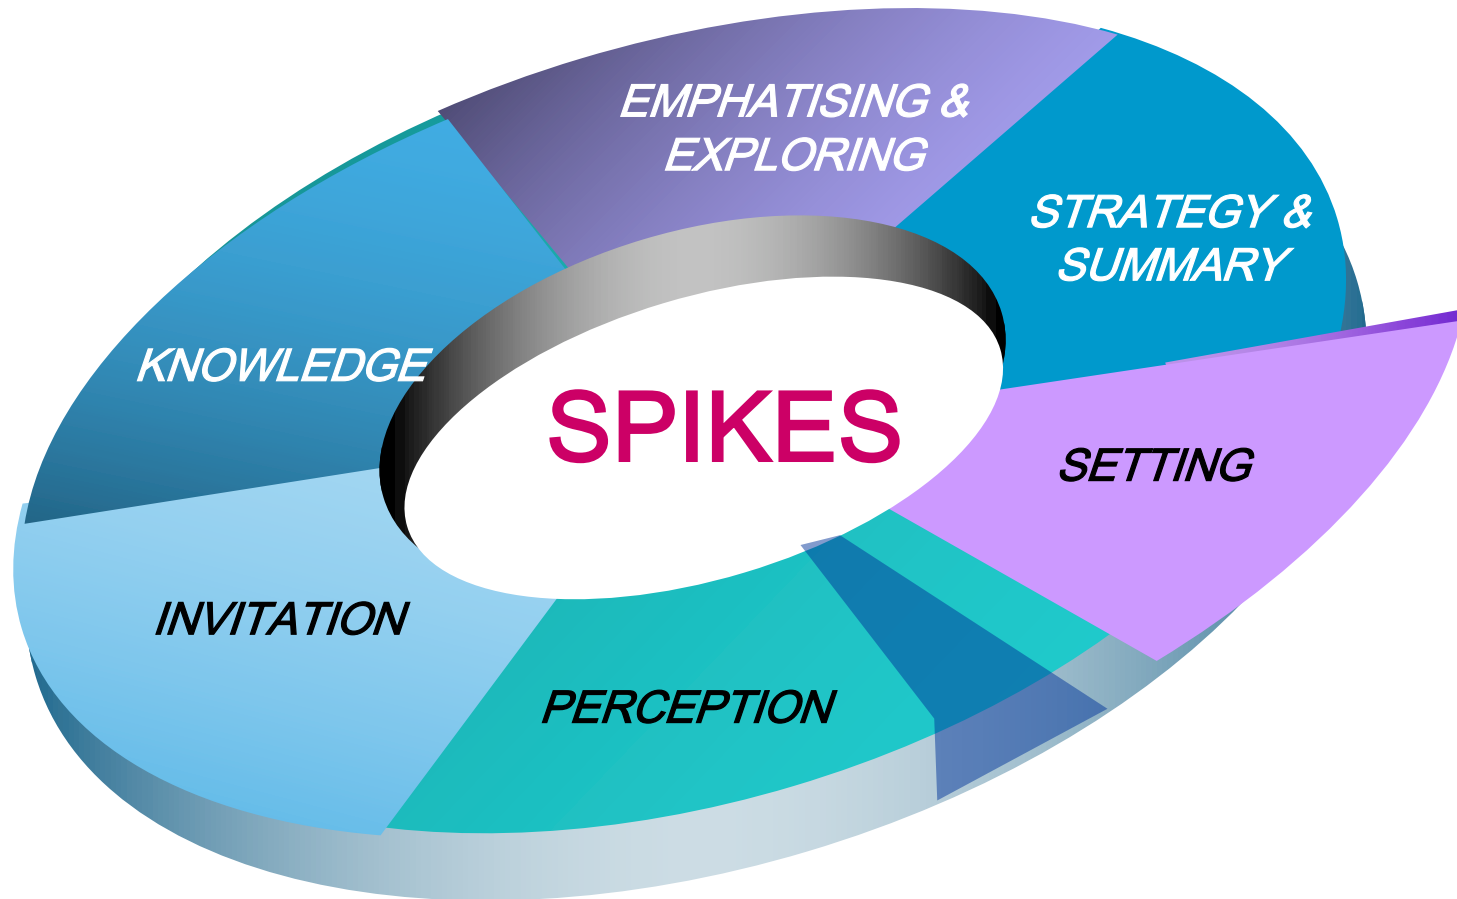 EMPHATISING &
EXPLORING
STRATEGY &
SUMMARY
KNOWLEDGE
SPIKES
SETTING
INVITATION
PERCEPTION